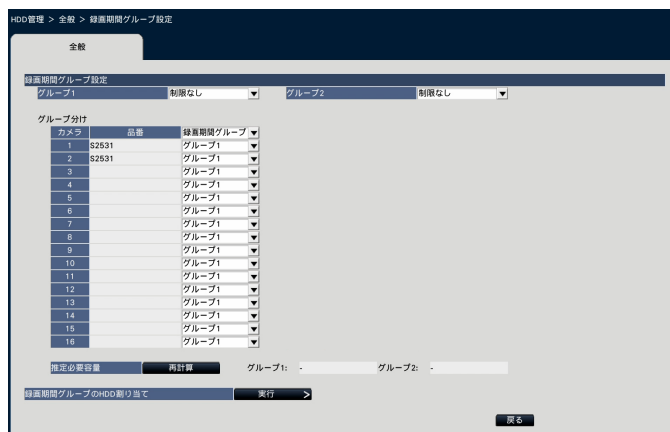 HDD管理 > 全般 > 録画期間グループ設定
全般
録画期間グループ設定
グループ1 制限なし グループ2 制限なし
グループ分け
カメラ 品番 録画期間グループ
1 S2531 グループ1
2 S2531 グループ1
3 グループ1
4 グループ1
5 グループ1
6 グループ1
7 グループ1
8 グループ1
9 グループ1
10 グループ1
11 グループ1
12 グループ1
13 グループ1
14 グループ1
15 グループ1
16 グループ1
推定必要容量 再計算 グループ1: - グループ2: -
録画期間グループのHDD割り当て 実行 >
戻る